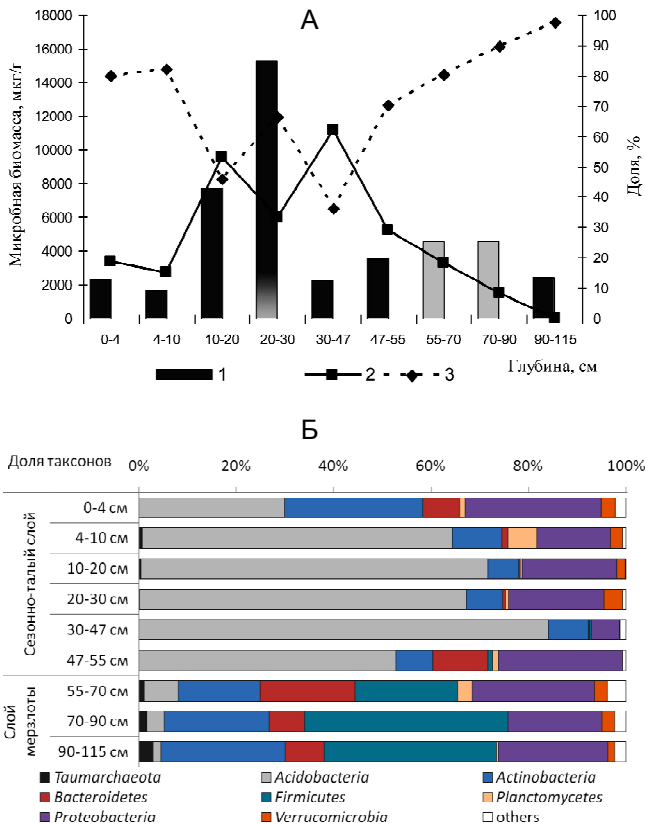 А
Микробная биомасса, мкг/г
18000
16000
14000
12000
10000
8000
6000
4000
2000
0
100
90
80
70
60
50
40
30
20
10
0
Доля, %
0-4 4-10 10-20 20-30 30-47 47-55 55-70 70-90 90-115
Глубина, см
1 2 3
Б
Доля таксонов 0% 20% 40% 60% 80% 100%
Сезонно-талый слой
0-4 см
4-10 см
10-20 см
20-30 см
30-47 см
47-55 см
Слой
мерзлоты
55-70 см
70-90 см
90-115 см
Taumarchaeota Acidobacteria Actinobacteria
Bacteroidetes Firmicutes Planctomycetes
Proteobacteria Verrucomicrobia others